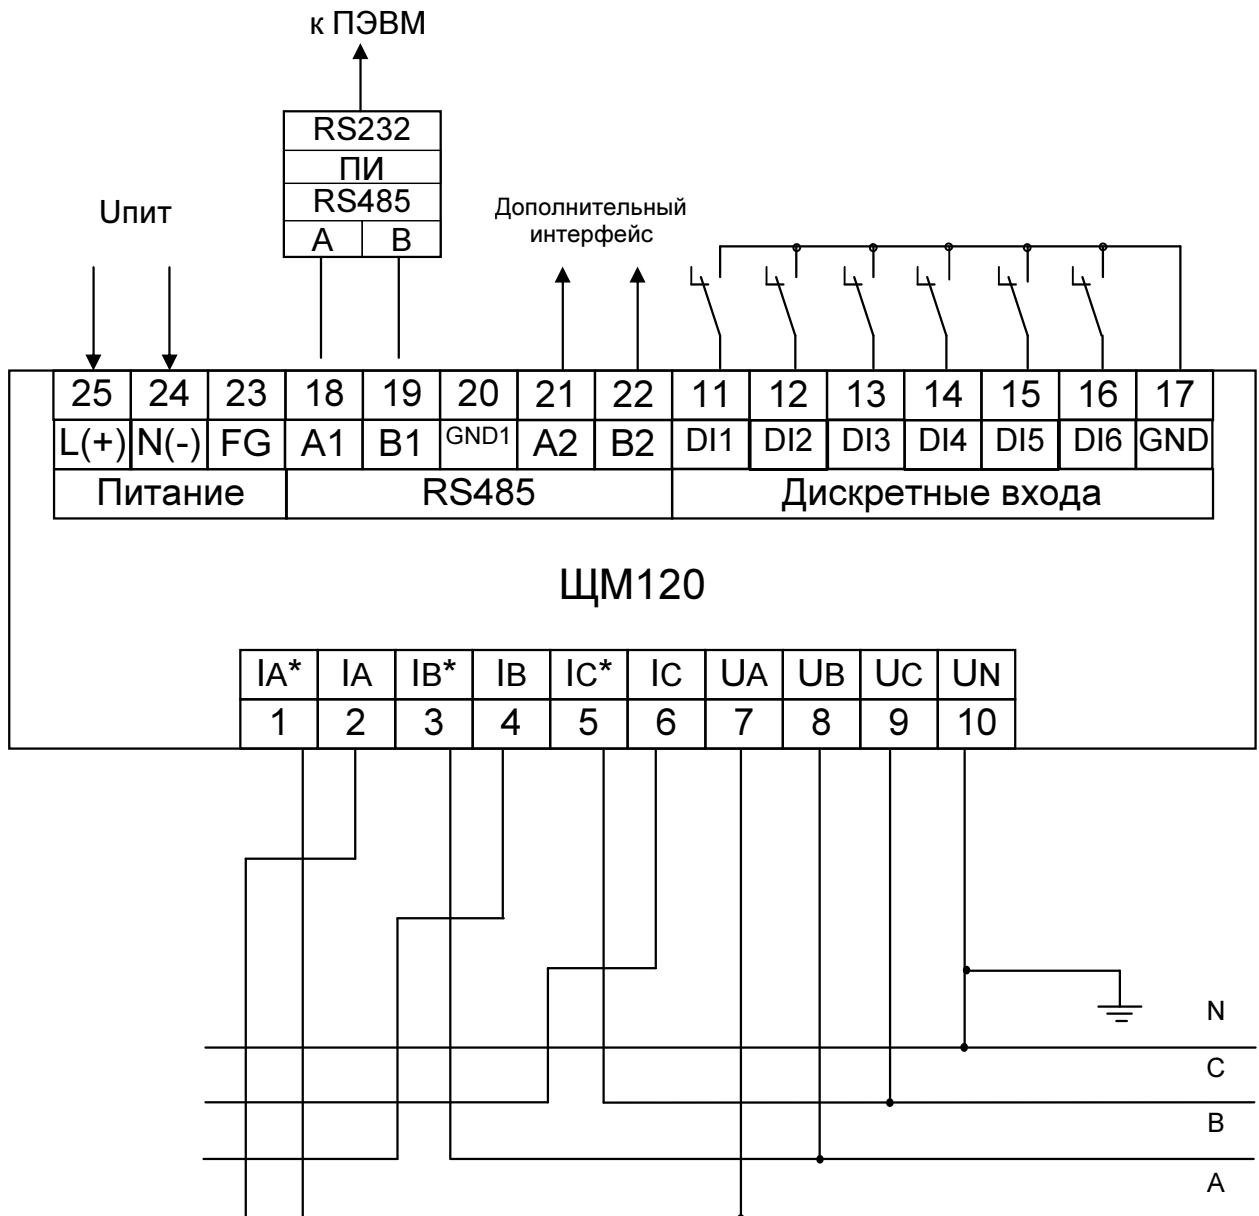 к ПЭВМ
RS232
ПИ
RS485
A B
Uпит
Дополнительный
интерфейс
25 24 23 18 19 20 21 22 11 12 13 14 15 16 17
L(+) N(-) FG A1 B1 GND1 A2 B2 DI1 DI2 DI3 DI4 DI5 DI6 GND
Питание RS485 Дискретные входа
ЩМ120
IA* IA IB* IB IC* IC UA UB UC UN
1 2 3 4 5 6 7 8 9 10
N
C
B
A